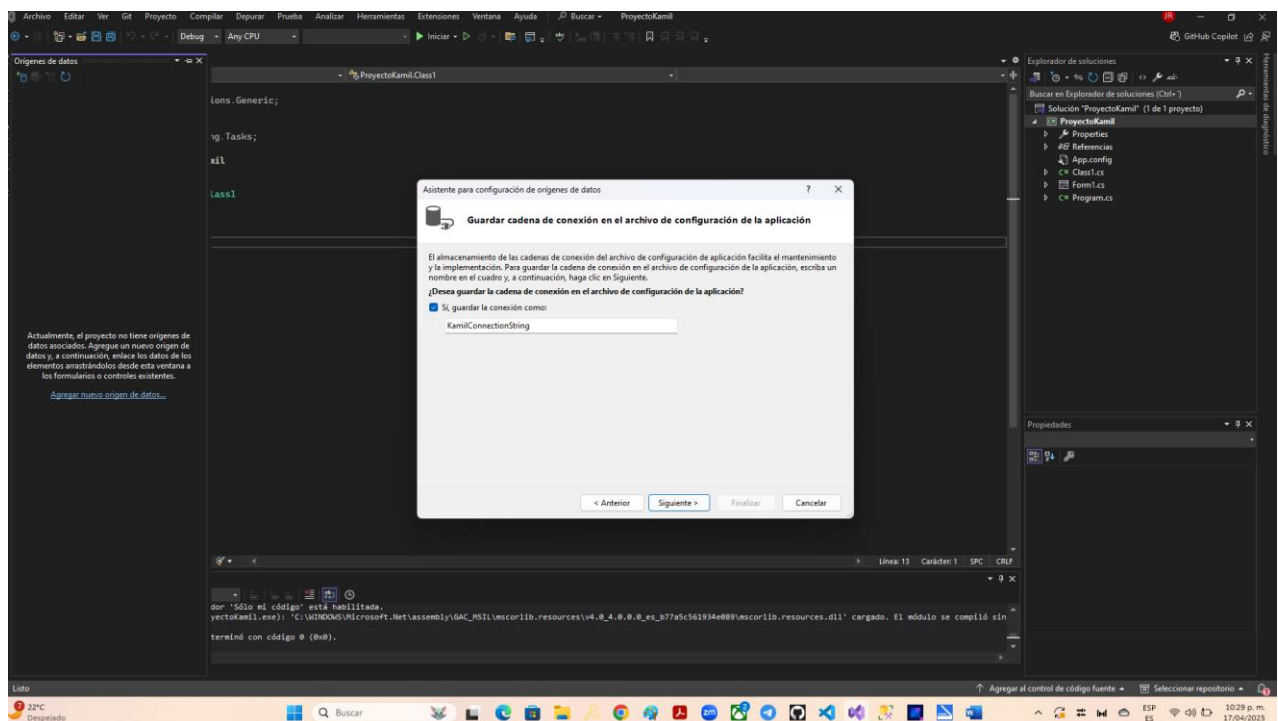 Archivo Editar Ver Git Proyecto Compilar Depurar Prueba Analizar Herramientas Extensiones Ventana Ayuda Buscar ProyectoKamil JR
Debug Any CPU Iniciar GitHub Copilot
Orígenes de datos
ProyectoKamil.Class1
ions.Generic;
ng.Tasks;
mil
Class1
Actualmente, el proyecto no tiene orígenes de
datos asociados. Agregue un nuevo origen de
datos y, a continuación, enlace los datos de los
elementos arrastrándolos desde esta ventana a
los formularios o controles existentes.
Agregar nuevo origen de datos...
Asistente para configuración de orígenes de datos ? X
Guardar cadena de conexión en el archivo de configuración de la aplicación
El almacenamiento de las cadenas de conexión del archivo de configuración de aplicación facilita el mantenimiento
y la implementación. Para guardar la cadena de conexión en el archivo de configuración de la aplicación, escriba un
nombre en el cuadro y, a continuación, haga clic en Siguiente.
¿Desea guardar la cadena de conexión en el archivo de configuración de la aplicación?
Sí, guardar la conexión como:
KamilConnectionString
< Anterior Siguiente > Finalizar Cancelar
Explorador de soluciones
Buscar en Explorador de soluciones (Ctrl+´)
Solución "ProyectoKamil" (1 de 1 proyecto)
ProyectoKamil
Properties
Referencias
App.config
C# Class1.cs
Form1.cs
C# Program.cs
Herramientas de diagnóstico
Propiedades
Línea: 13 Carácter: 1 SPC CRLF
dor 'Sólo mi código' está habilitada.
yectoKamil.exe): 'C:\WINDOWS\Microsoft.Net\assembly\GAC_MSIL\mscorlib.resources\v4.0_4.0.0.0_es_b77a5c561934e089\mscorlib.resources.dll' cargado. El módulo se compiló sin
terminó con código 0 (0x0).
Listo Agregar al control de código fuente Seleccionar repositorio
22°C
Despejado
Buscar
zm
ESP
ES
10:29 p. m.
17/04/2025